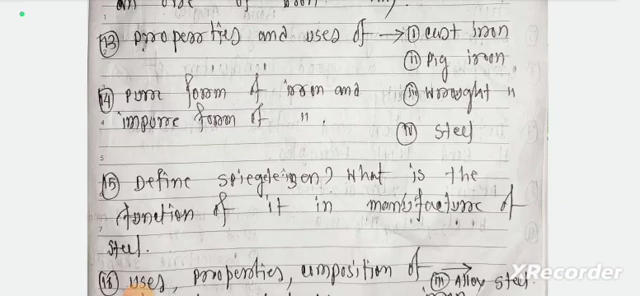 (13) properties and uses of → (i) cust iron
(ii) Pig iron
(14) Pure form of iron and (iii) Wrought "
impure form of " .
(iv) steel
(15) Define spiegeleisen? What is the
function of it in manufacture of
steel.
(16) uses, properties, composition of (iii) Alloy steel
XRecorder